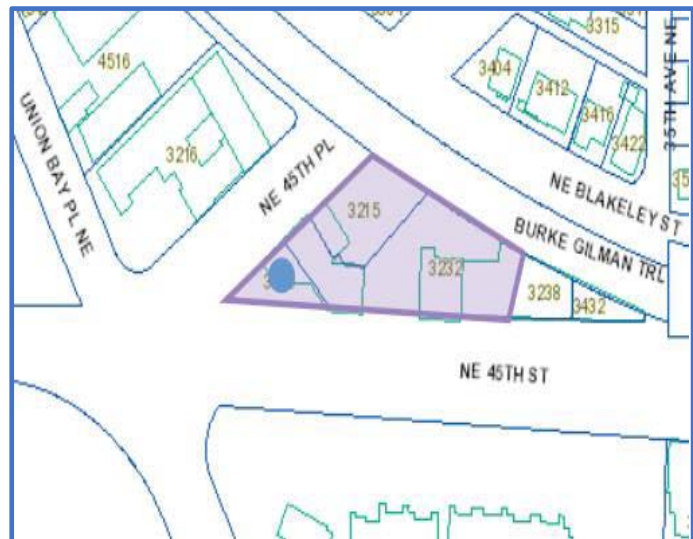 3315
4516
3404
3412
3416
3422
35TH AVE NE
UNION BAY PL NE
3216
NE 45TH PL
3215
NE BLAKELEY ST
BURKE GILMAN TRL
3232
3238
3432
NE 45TH ST